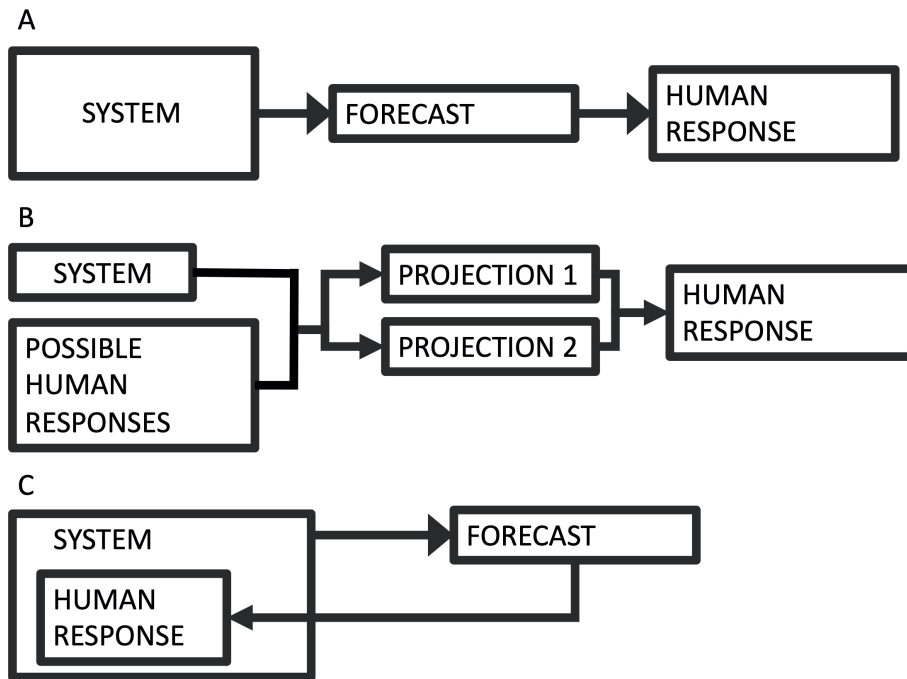 A
SYSTEM
FORECAST
HUMAN
RESPONSE
B
SYSTEM
POSSIBLE
HUMAN
RESPONSES
PROJECTION 1
PROJECTION 2
HUMAN
RESPONSE
C
SYSTEM
HUMAN
RESPONSE
FORECAST